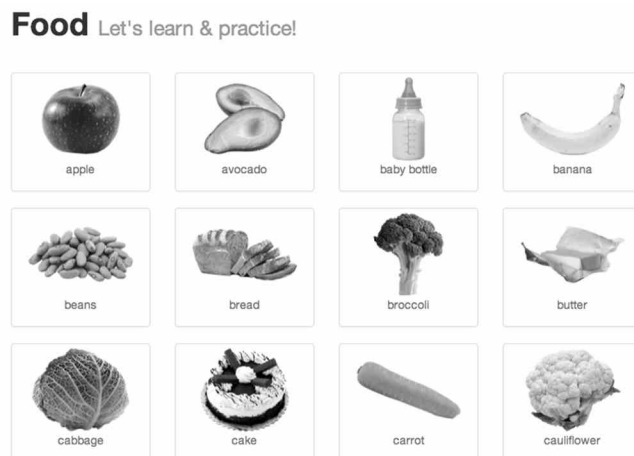 Food Let's learn & practice!
apple avocado baby bottle banana
beans bread broccoli butter
cabbage cake carrot cauliflower